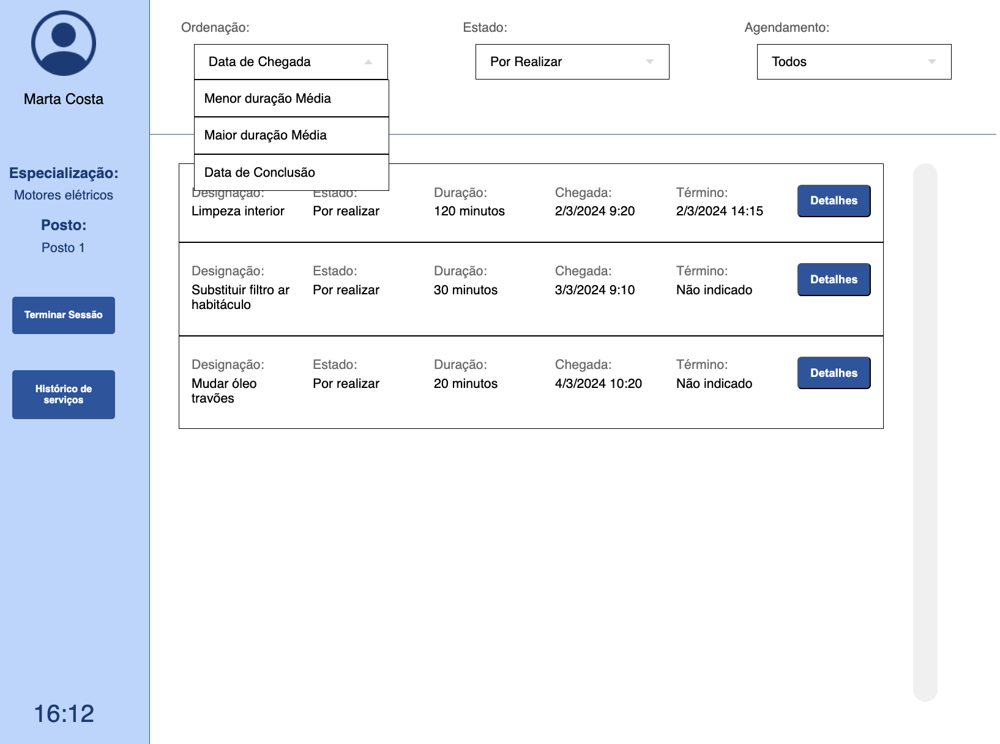 Marta Costa
Especialização:
Motores elétricos
Posto:
Posto 1
Terminar Sessão
Histórico de
serviços
16:12
Ordenação:
Data de Chegada
Menor duração Média
Maior duração Média
Data de Conclusão
Estado:
Por Realizar
Agendamento:
Todos
Designação: Estado: Duração: Chegada: Término:
Limpeza interior Por realizar 120 minutos 2/3/2024 9:20 2/3/2024 14:15 Detalhes
Designação: Estado: Duração: Chegada: Término:
Substituir filtro ar Por realizar 30 minutos 3/3/2024 9:10 Não indicado Detalhes
habitáculo
Designação: Estado: Duração: Chegada: Término:
Mudar óleo Por realizar 20 minutos 4/3/2024 10:20 Não indicado Detalhes
travões